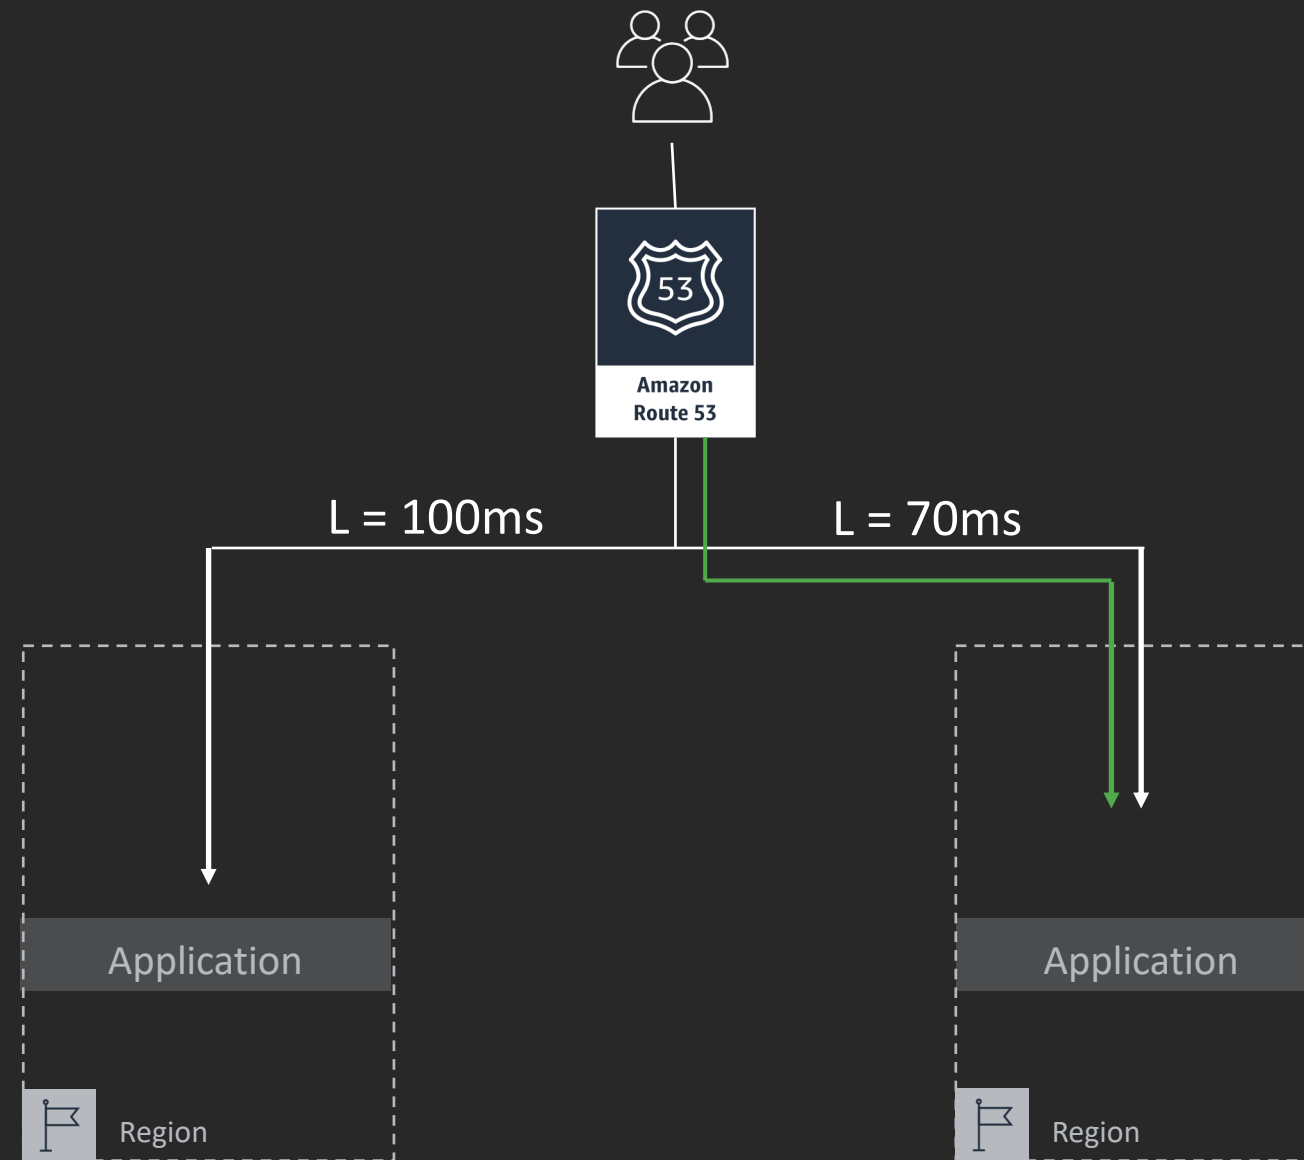 53
Amazon
Route 53
L = 100ms
L = 70ms
Application
Application
Region
Region